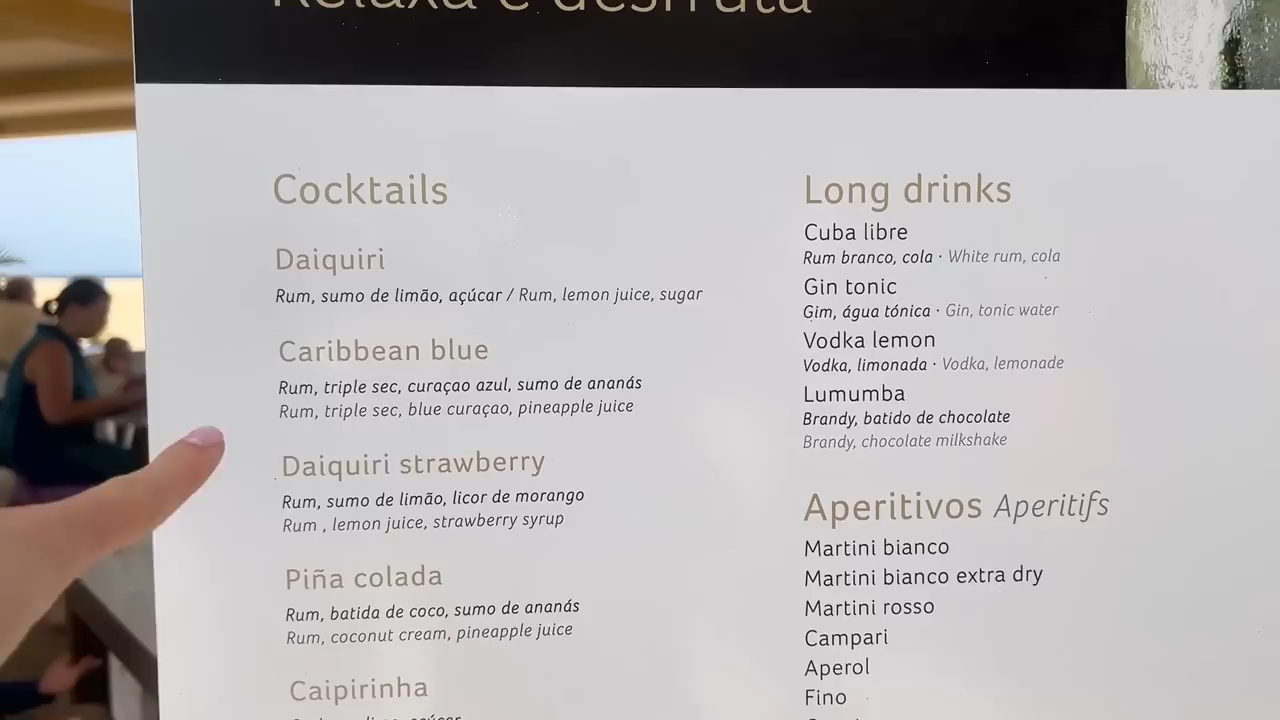 Relaxa e desfruta
Cocktails
Daiquiri
Rum, sumo de limão, açúcar / Rum, lemon juice, sugar
Caribbean blue
Rum, triple sec, curaçao azul, sumo de ananás
Rum, triple sec, blue curaçao, pineapple juice
Daiquiri strawberry
Rum, sumo de limão, licor de morango
Rum , lemon juice, strawberry syrup
Piña colada
Rum, batida de coco, sumo de ananás
Rum, coconut cream, pineapple juice
Caipirinha
Long drinks
Cuba libre
Rum branco, cola · White rum, cola
Gin tonic
Gim, água tónica · Gin, tonic water
Vodka lemon
Vodka, limonada · Vodka, lemonade
Lumumba
Brandy, batido de chocolate
Brandy, chocolate milkshake
Aperitivos Aperitifs
Martini bianco
Martini bianco extra dry
Martini rosso
Campari
Aperol
Fino